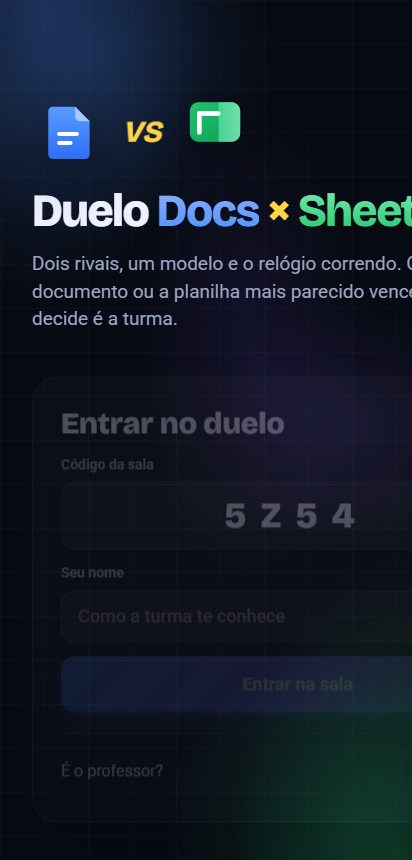 vs
Duelo Docs × Sheet
Dois rivais, um modelo e o relógio correndo.
documento ou a planilha mais parecido vence
decide é a turma.
Entrar no duelo
Código da sala
5 Z 5 4
Seu nome
Como a turma te conhece
Entrar na sala
É o professor?